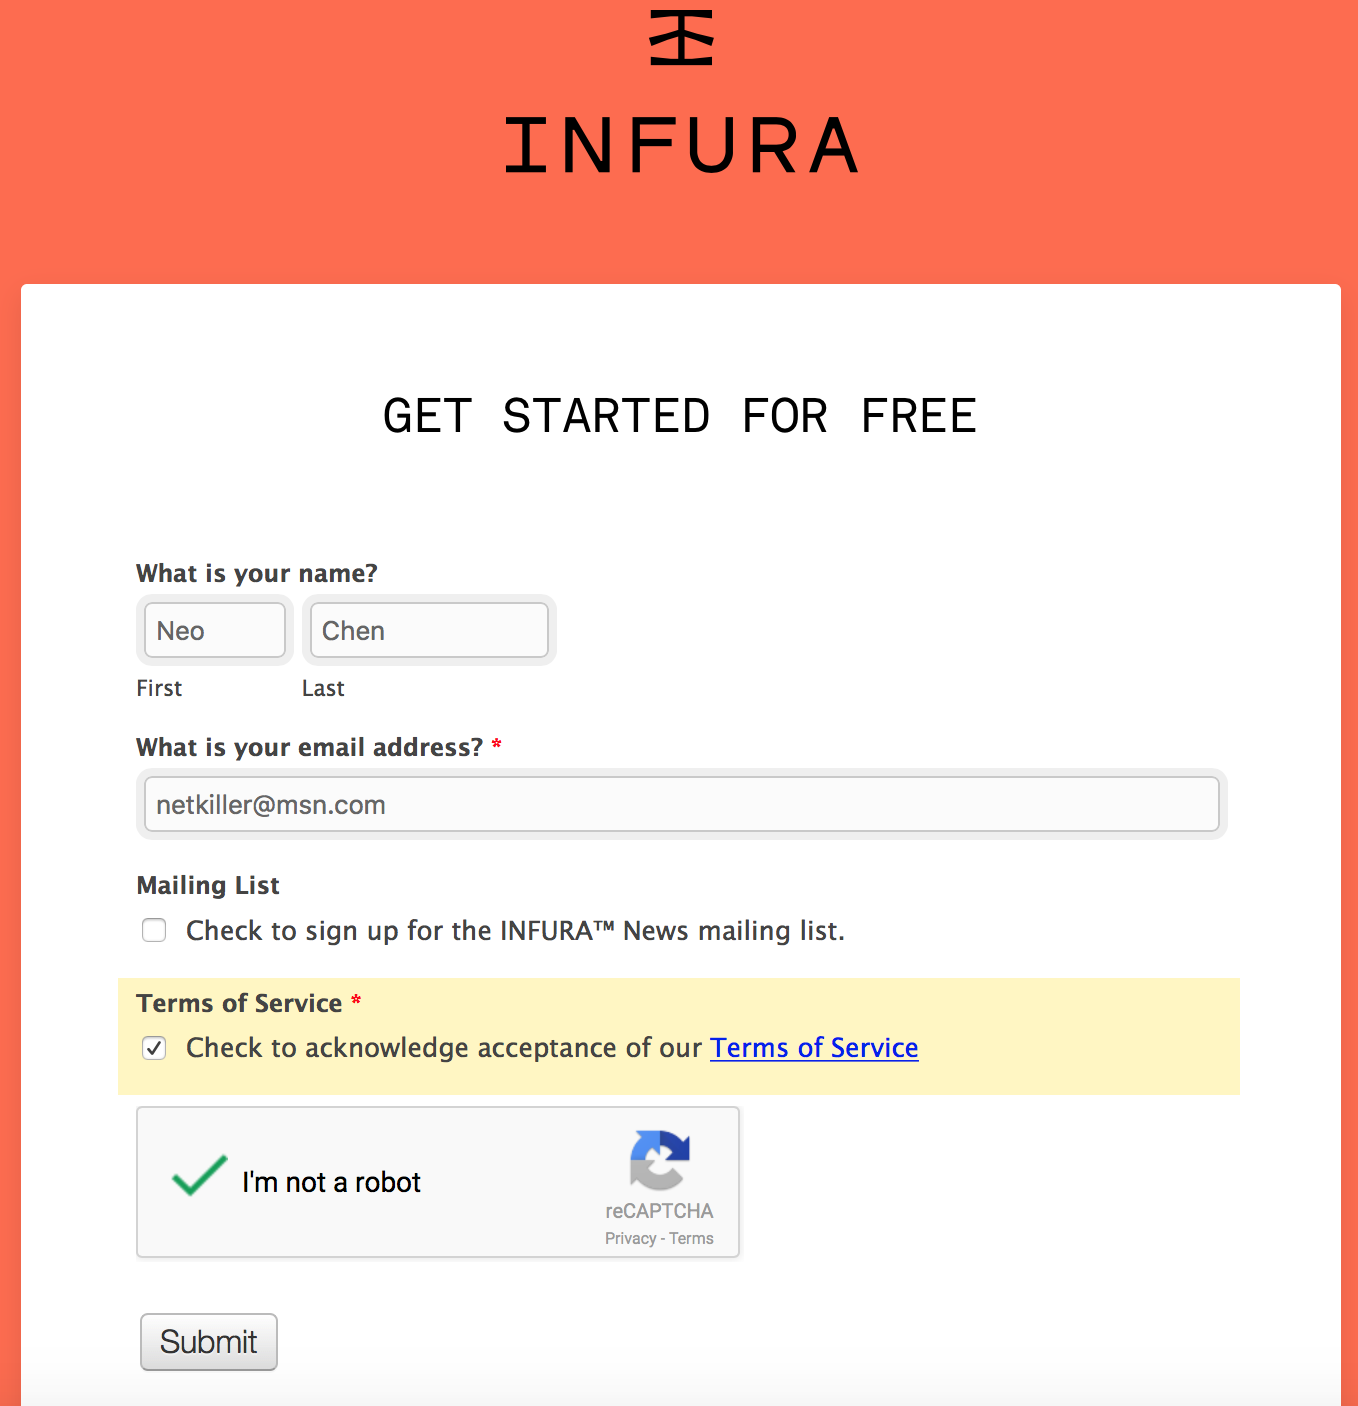 INFURA
GET STARTED FOR FREE
What is your name?
Neo Chen
First Last
What is your email address? *
netkiller@msn.com
Mailing List
Check to sign up for the INFURA™ News mailing list.
Terms of Service *
Check to acknowledge acceptance of our Terms of Service
I'm not a robot
reCAPTCHA
Privacy - Terms
Submit